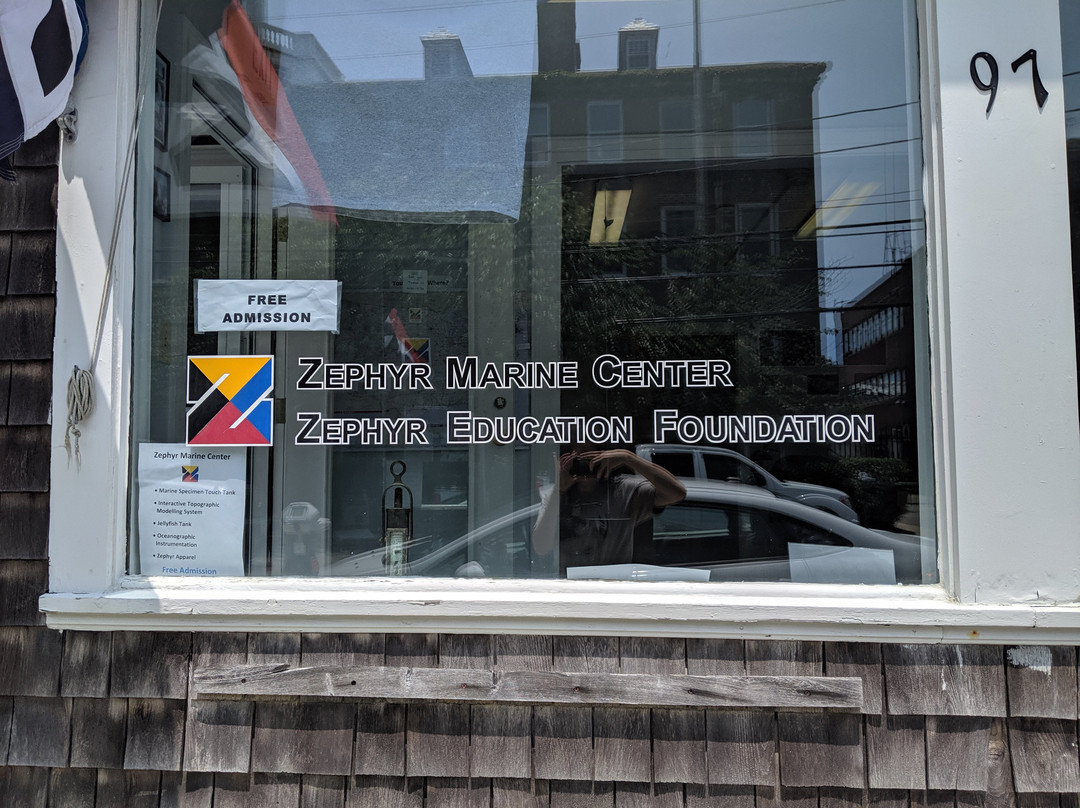 97
FREE
ADMISSION
ZEPHYR MARINE CENTER
ZEPHYR EDUCATION FOUNDATION
Zephyr Marine Center
• Marine Specimen Touch Tank
• Interactive Topographic
Modelling System
• Jellyfish Tank
• Oceanographic
Instrumentation
• Zephyr Apparel
Free Admission